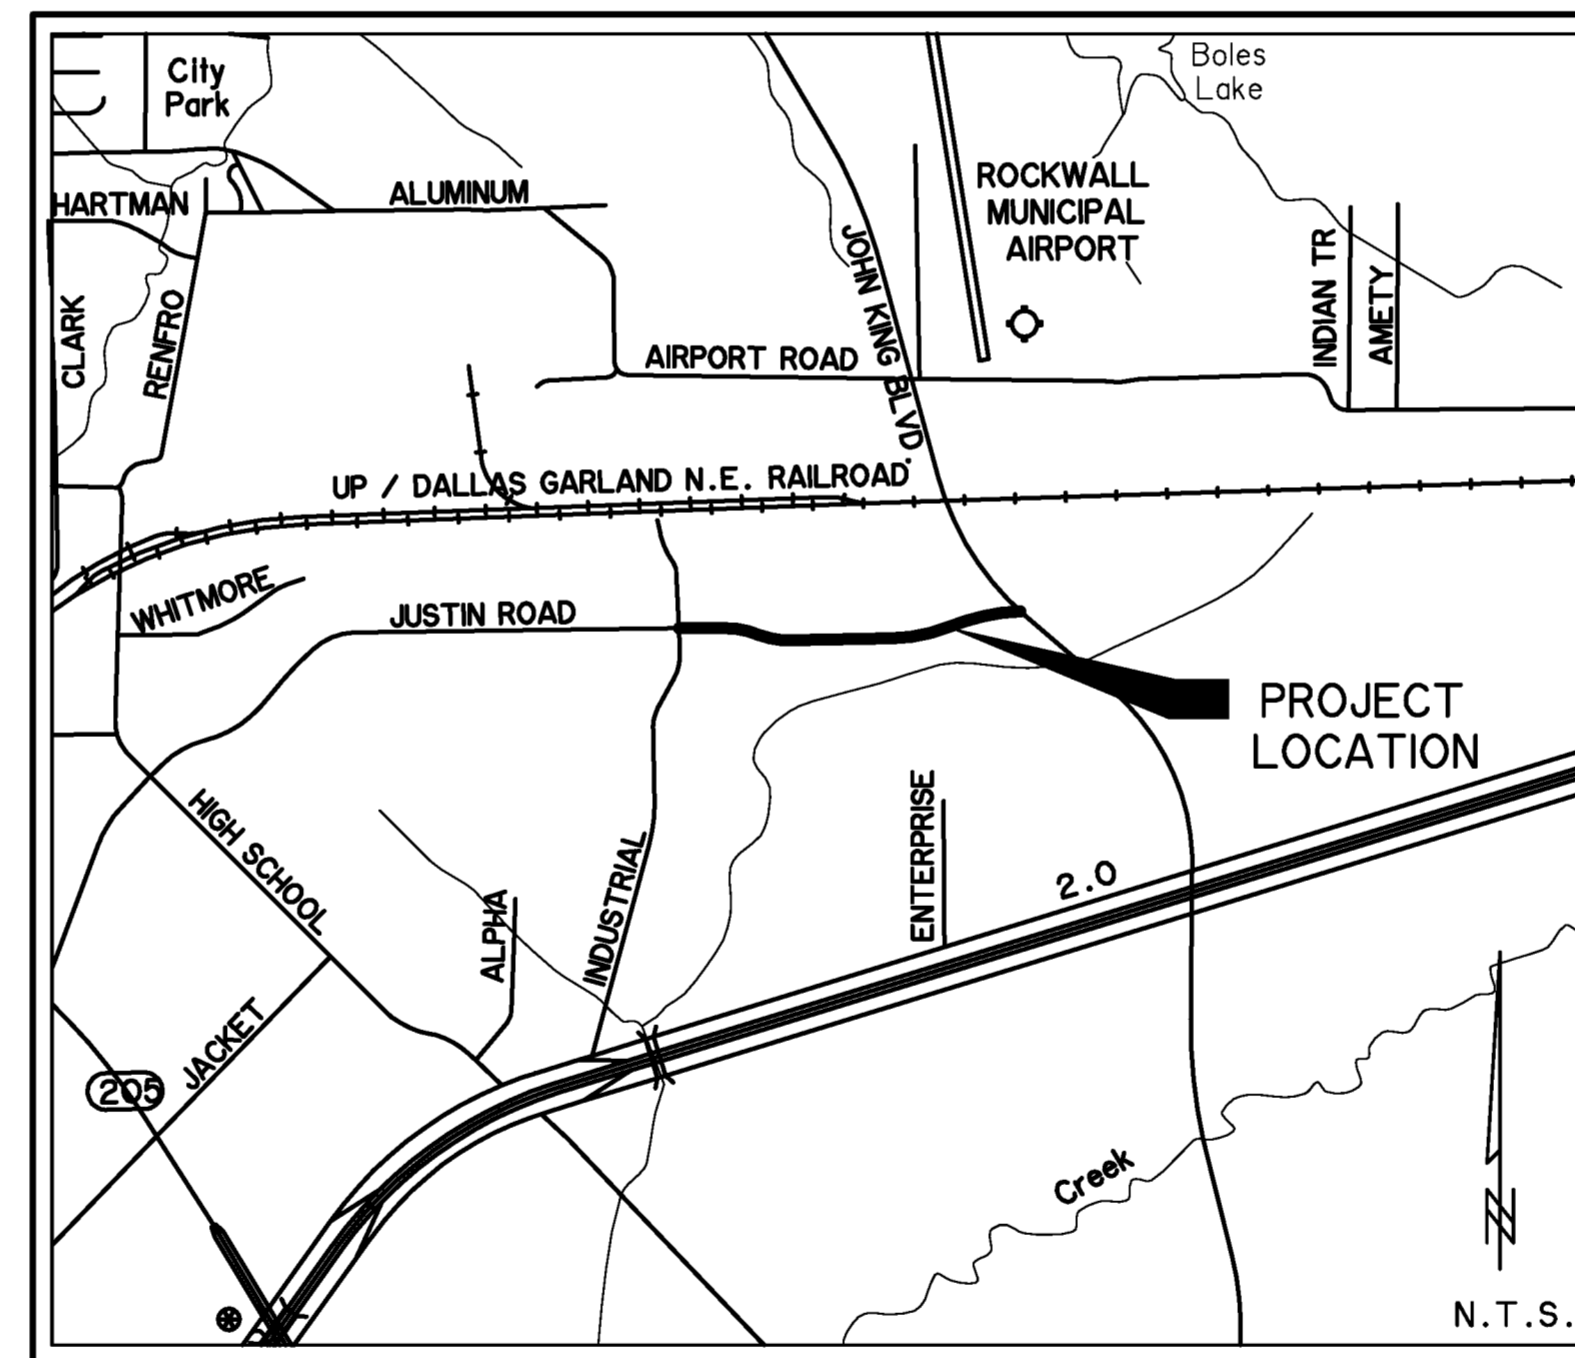 City
Park
Boles
Lake
HARTMAN
ALUMINUM
ROCKWALL
MUNICIPAL
AIRPORT
JOHN KING BLVD.
INDIAN TR
AMETY
CLARK
RENFRO
AIRPORT ROAD
UP / DALLAS GARLAND N.E. RAILROAD
WHITMORE
JUSTIN ROAD
PROJECT
LOCATION
HIGH SCHOOL
ENTERPRISE
2.0
ALPHA
INDUSTRIAL
JACKET
205
Creek
N
N.T.S.